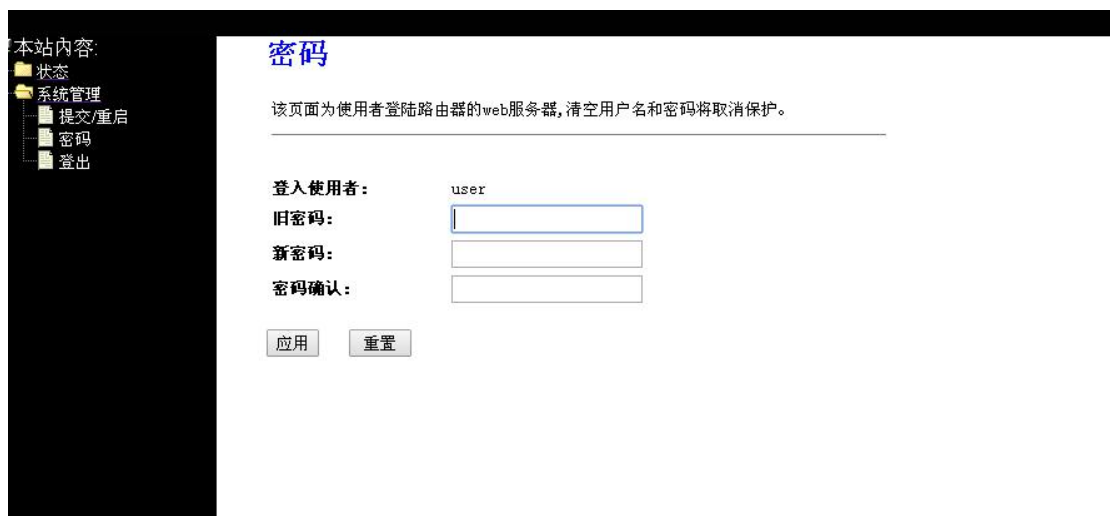 本站内容:
状态
系统管理
提交/重启
密码
登出
密码
该页面为使用者登陆路由器的web服务器,清空用户名和密码将取消保护。
登入使用者: user
旧密码:
新密码:
密码确认:
应用 重置